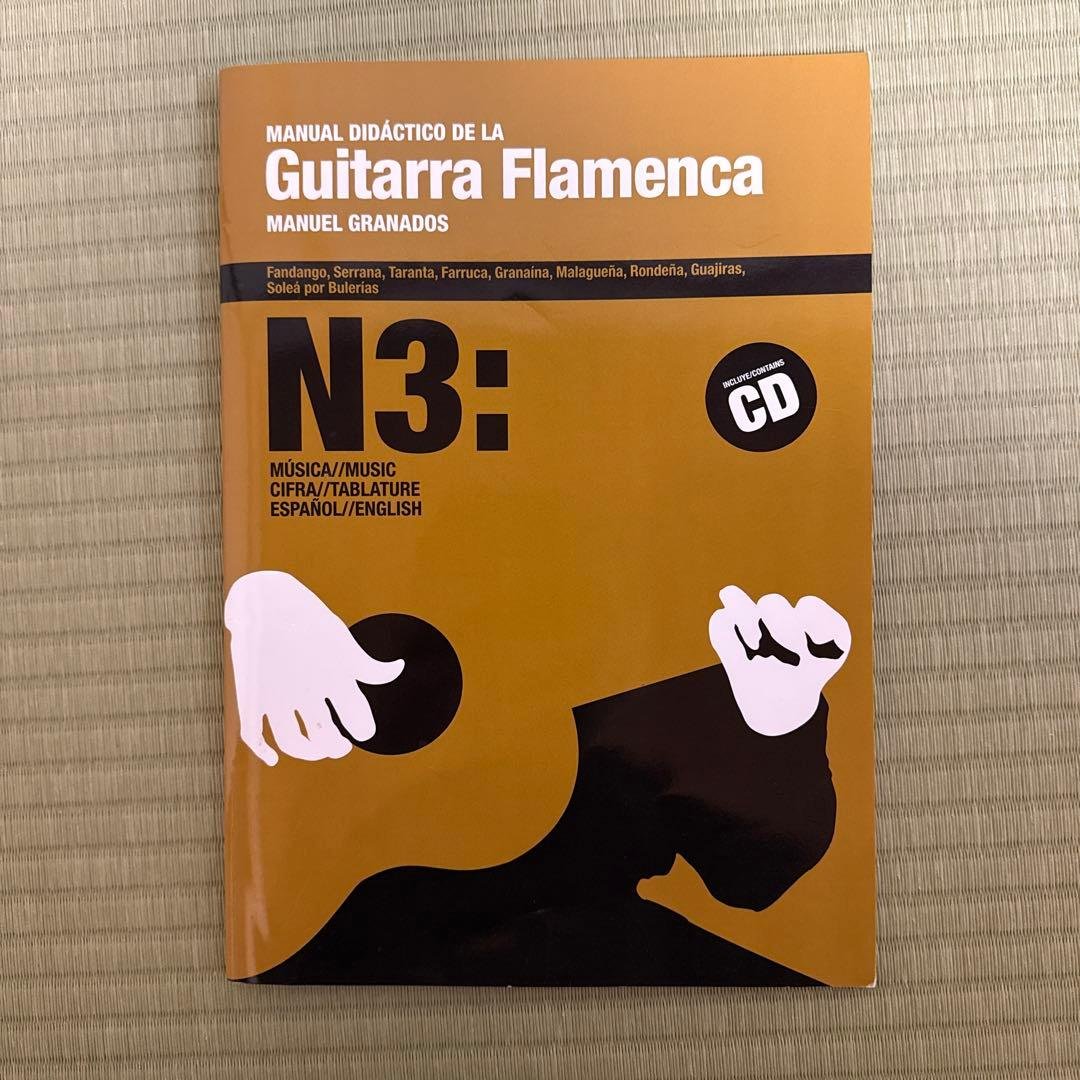 MANUAL DIDÁCTICO DE LA
Guitarra Flamenca
MANUEL GRANADOS
Fandango, Serrana, Taranta, Farruca, Granaína, Malagueña, Rondeña, Guajiras,
Soleá por Bulerías
N3:
INCLUYE/CONTAINS
CD
MÚSICA//MUSIC
CIFRA//TABLATURE
ESPAÑOL//ENGLISH